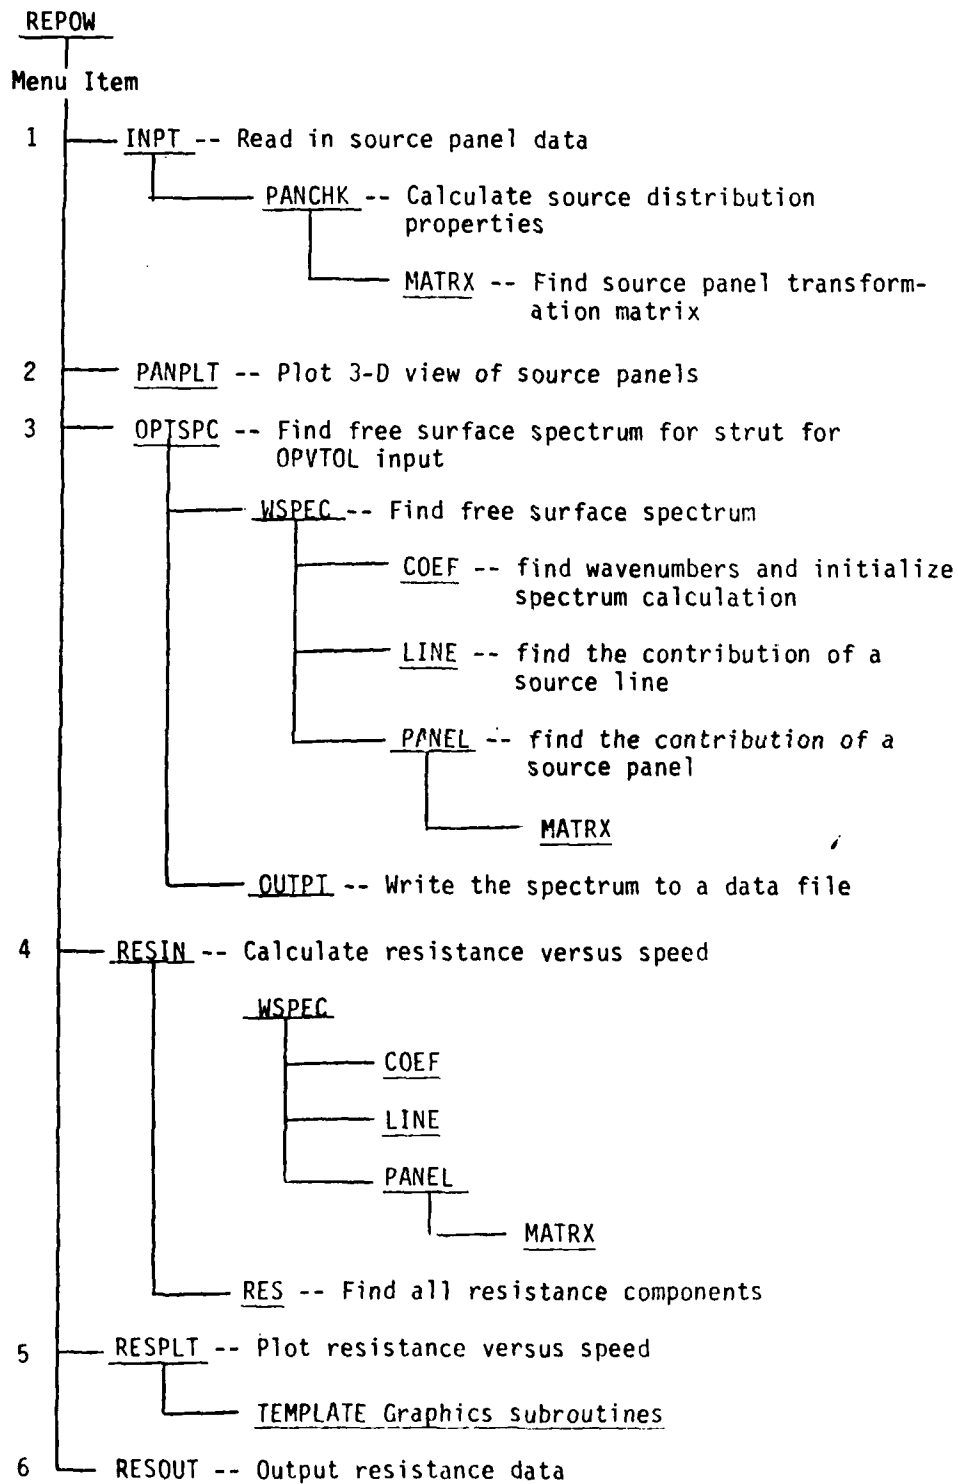 REPOW
Menu Item
1 INPT -- Read in source panel data
PANCHK -- Calculate source distribution
properties
MATRX -- Find source panel transform-
ation matrix
2 PANPLT -- Plot 3-D view of source panels
3 OPTSPC -- Find free surface spectrum for strut for
OPVTOL input
WSPEC -- Find free surface spectrum
COEF -- find wavenumbers and initialize
spectrum calculation
LINE -- find the contribution of a
source line
PANEL -- find the contribution of a
source panel
MATRX
OUTPT -- Write the spectrum to a data file
4 RESIN -- Calculate resistance versus speed
WSPEC
COEF
LINE
PANEL
MATRX
RES -- Find all resistance components
5 RESPLT -- Plot resistance versus speed
TEMPLATE Graphics subroutines
6 RESOUT -- Output resistance data